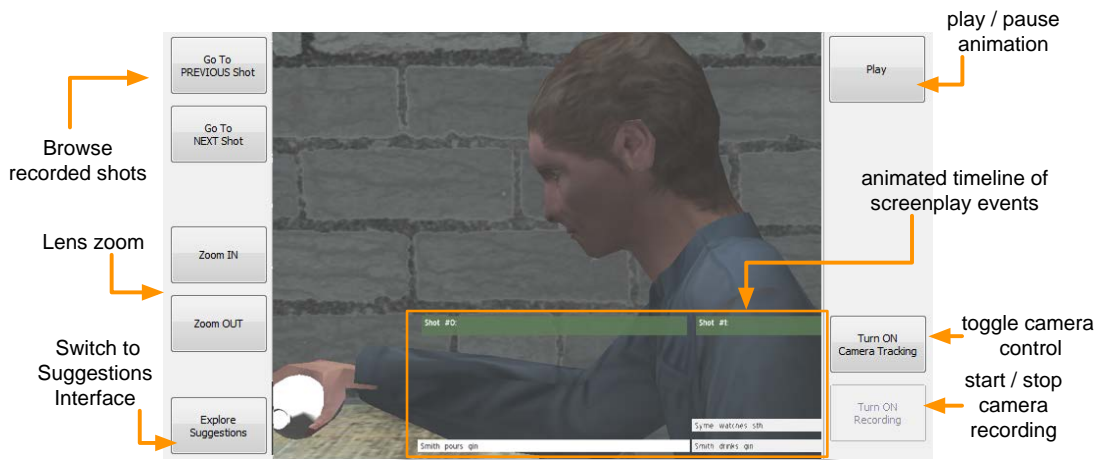 Go To
PREVIOUS Shot
Go To
NEXT Shot
Browse
recorded shots
Lens zoom
Zoom IN
Zoom OUT
Switch to
Suggestions
Interface
Explore
Suggestions
Shot #0:
Shot #1:
Syme watches sth
Smith pours gin
Smith drinks gin
play / pause
animation
Play
animated timeline of
screenplay events
Turn ON
Camera Tracking
toggle camera
control
Turn ON
Recording
start / stop
camera
recording